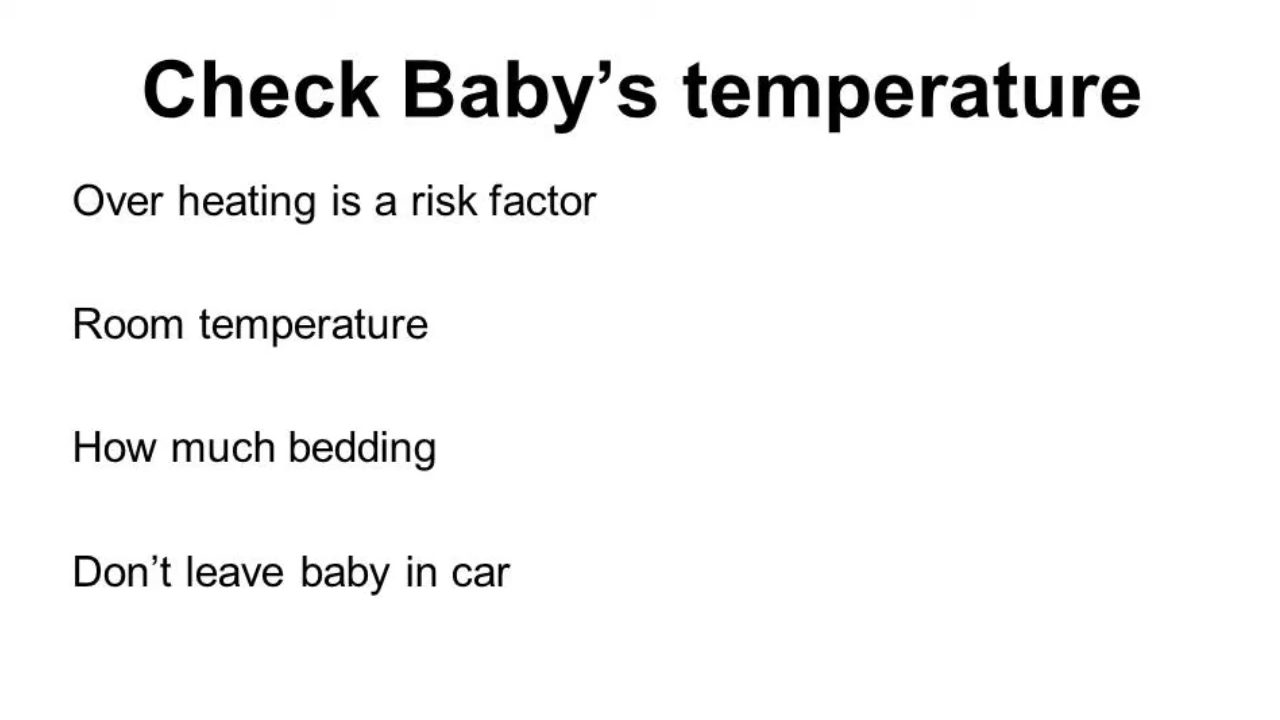 Check Baby’s temperature
Over heating is a risk factor
Room temperature
How much bedding
Don’t leave baby in car